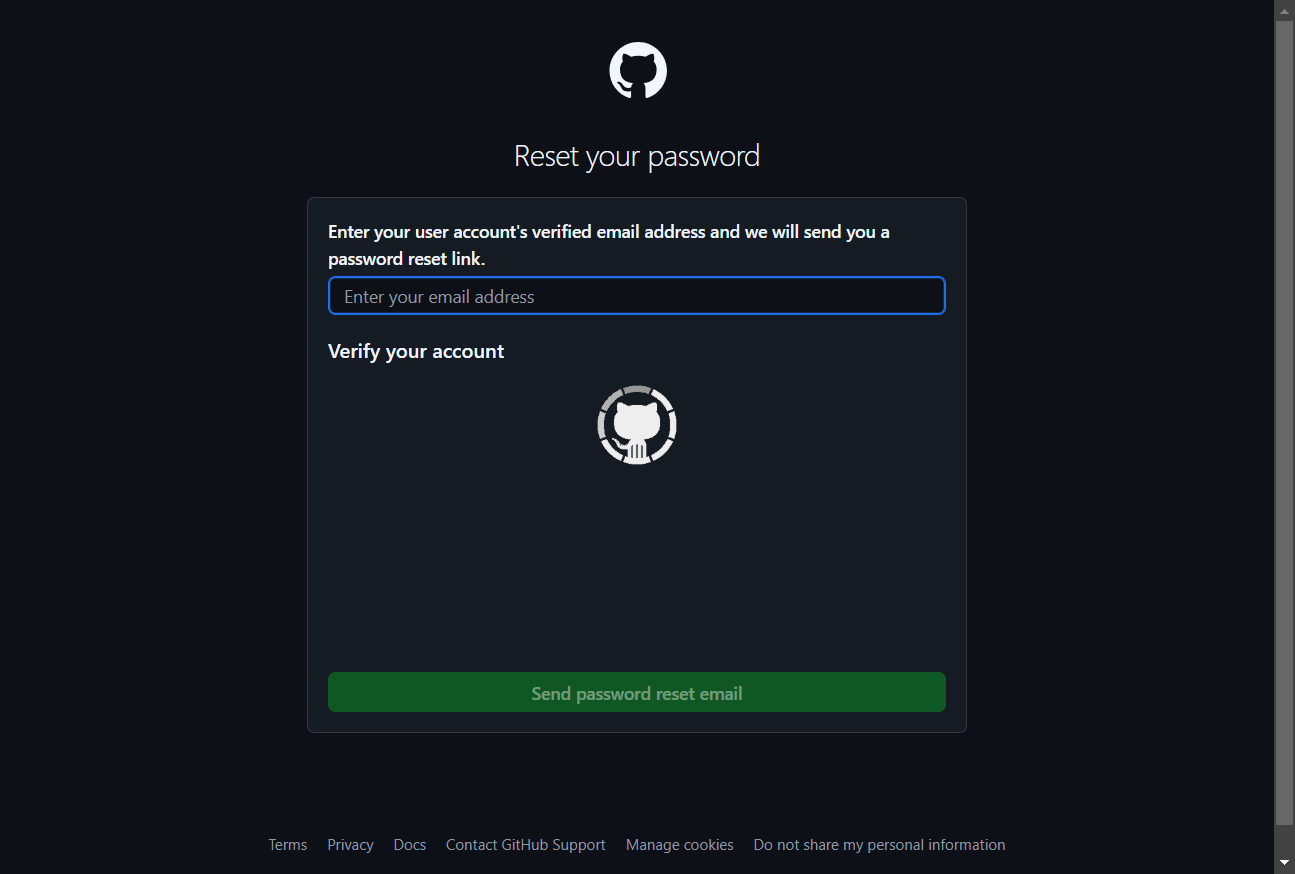 Reset your password
Enter your user account's verified email address and we will send you a
password reset link.
Enter your email address
Verify your account
Send password reset email
Terms Privacy Docs Contact GitHub Support Manage cookies Do not share my personal information